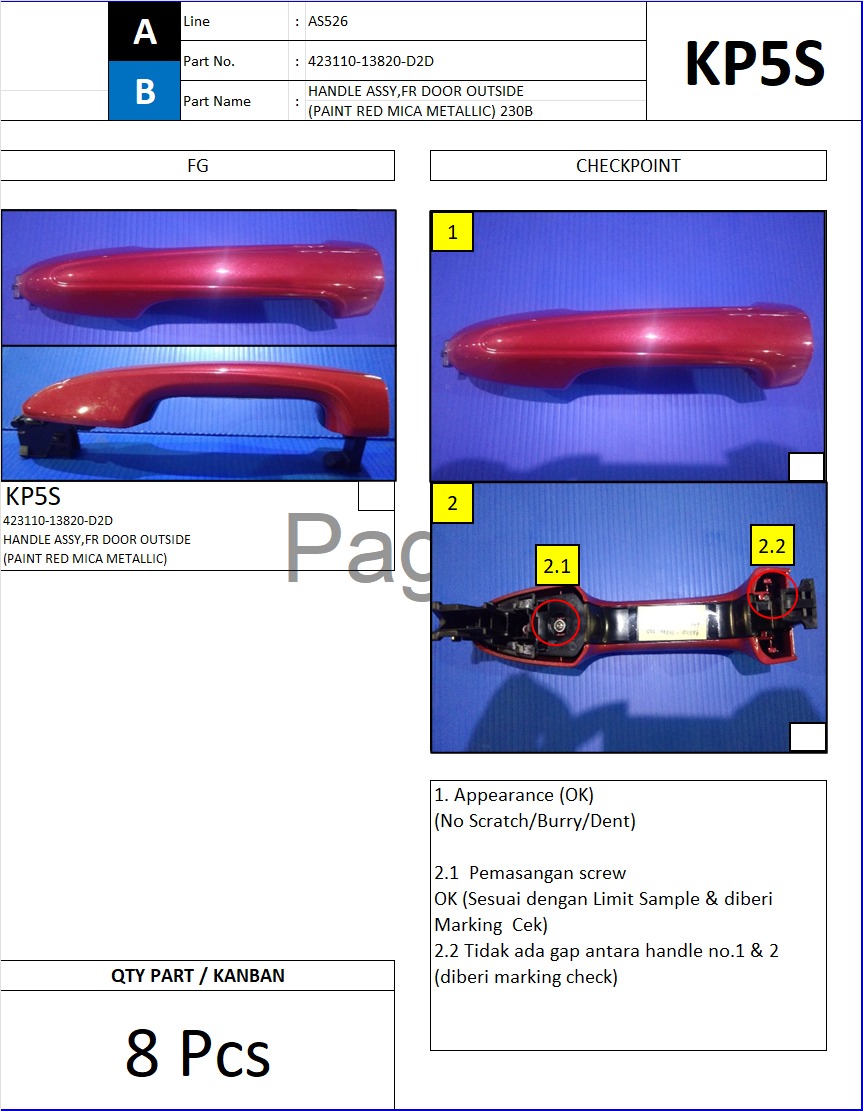 A
B
Line : AS526
Part No. : 423110-13820-D2D
Part Name : HANDLE ASSY,FR DOOR OUTSIDE
(PAINT RED MICA METALLIC) 230B
KP5S
FG
CHECKPOINT
1
KP5S
423110-13820-D2D
HANDLE ASSY,FR DOOR OUTSIDE
(PAINT RED MICA METALLIC)
Pag
2
2.1
2.2
1. Appearance (OK)
(No Scratch/Burry/Dent)
2.1 Pemasangan screw
OK (Sesuai dengan Limit Sample & diberi
Marking Cek)
2.2 Tidak ada gap antara handle no.1 & 2
(diberi marking check)
QTY PART / KANBAN
8 Pcs